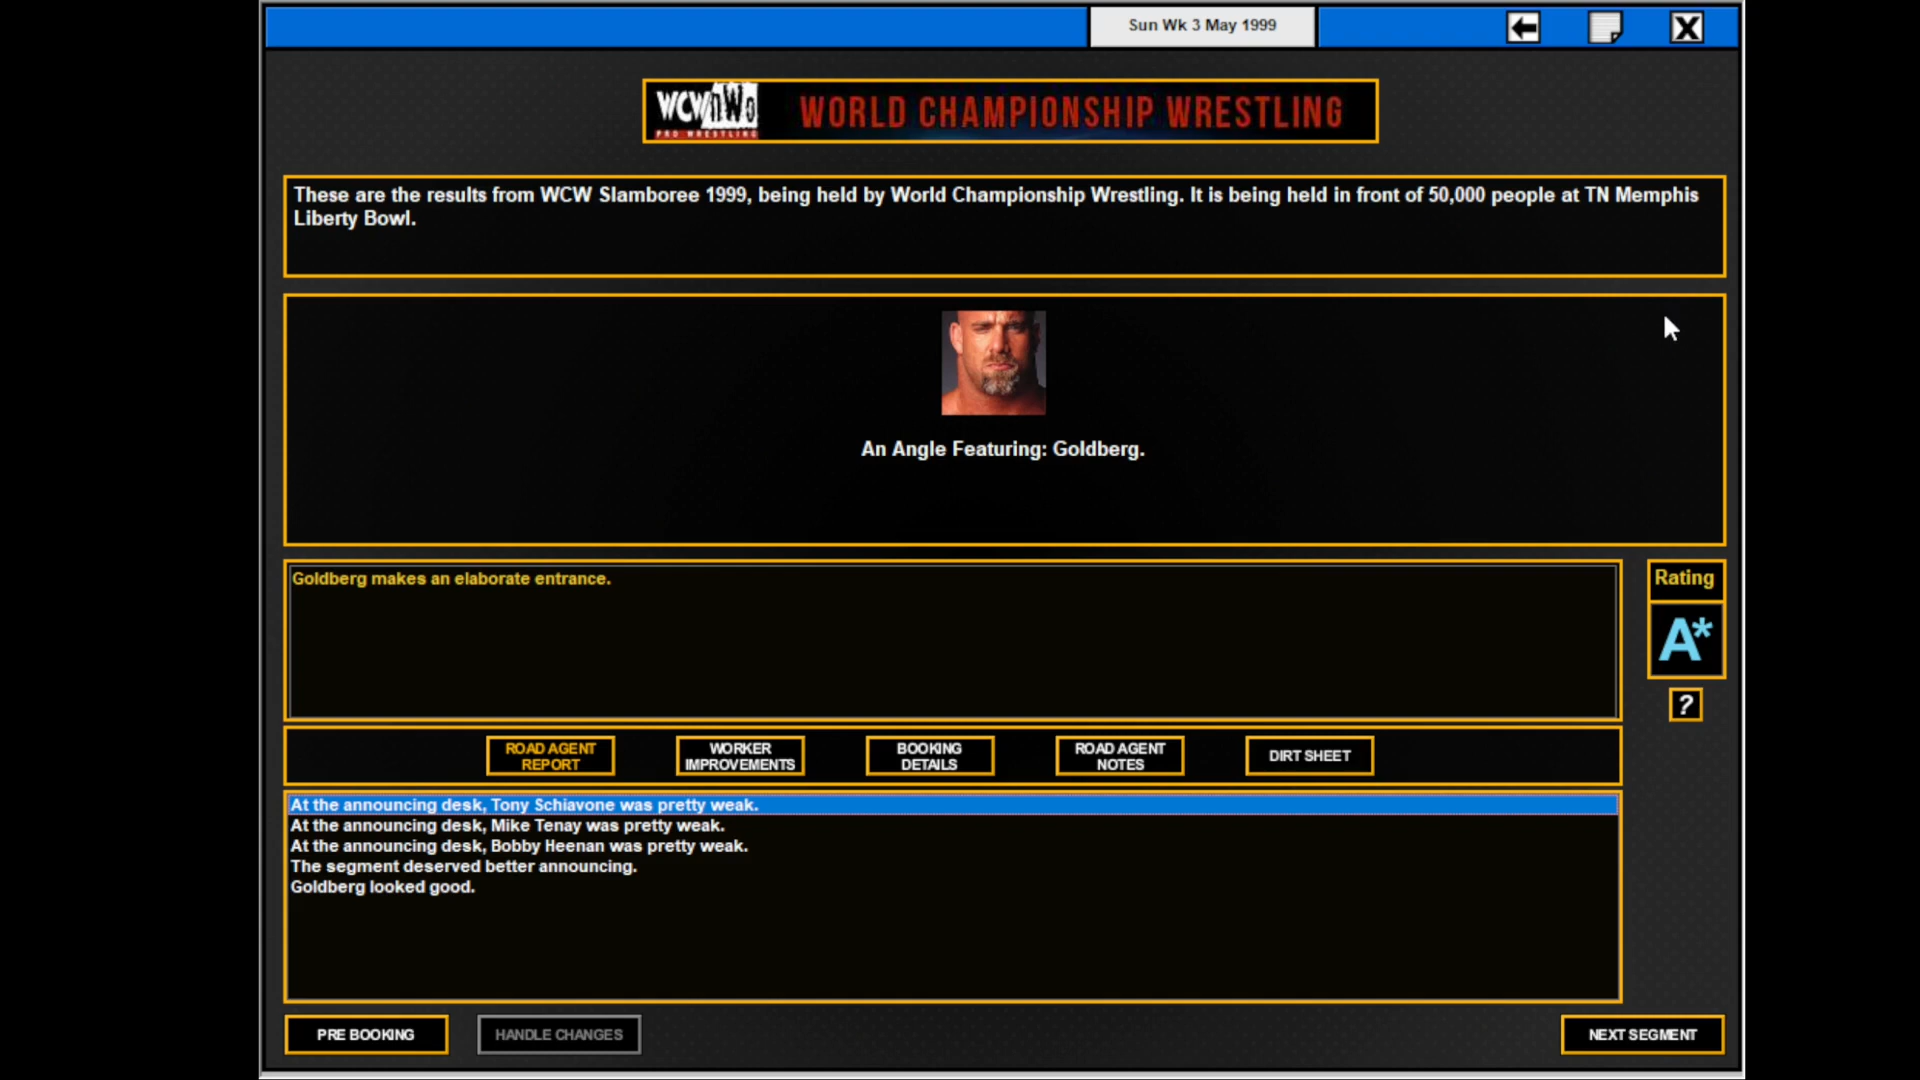 Sun Wk 3 May 1999
WCW nWo
PRO WRESTLING
WORLD CHAMPIONSHIP WRESTLING
These are the results from WCW Slamboree 1999, being held by World Championship Wrestling. It is being held in front of 50,000 people at TN Memphis
Liberty Bowl.
An Angle Featuring: Goldberg.
Goldberg makes an elaborate entrance.
Rating
A*
?
ROAD AGENT
REPORT
WORKER
IMPROVEMENTS
BOOKING
DETAILS
ROAD AGENT
NOTES
DIRT SHEET
At the announcing desk, Tony Schiavone was pretty weak.
At the announcing desk, Mike Tenay was pretty weak.
At the announcing desk, Bobby Heenan was pretty weak.
The segment deserved better announcing.
Goldberg looked good.
PRE BOOKING
HANDLE CHANGES
NEXT SEGMENT